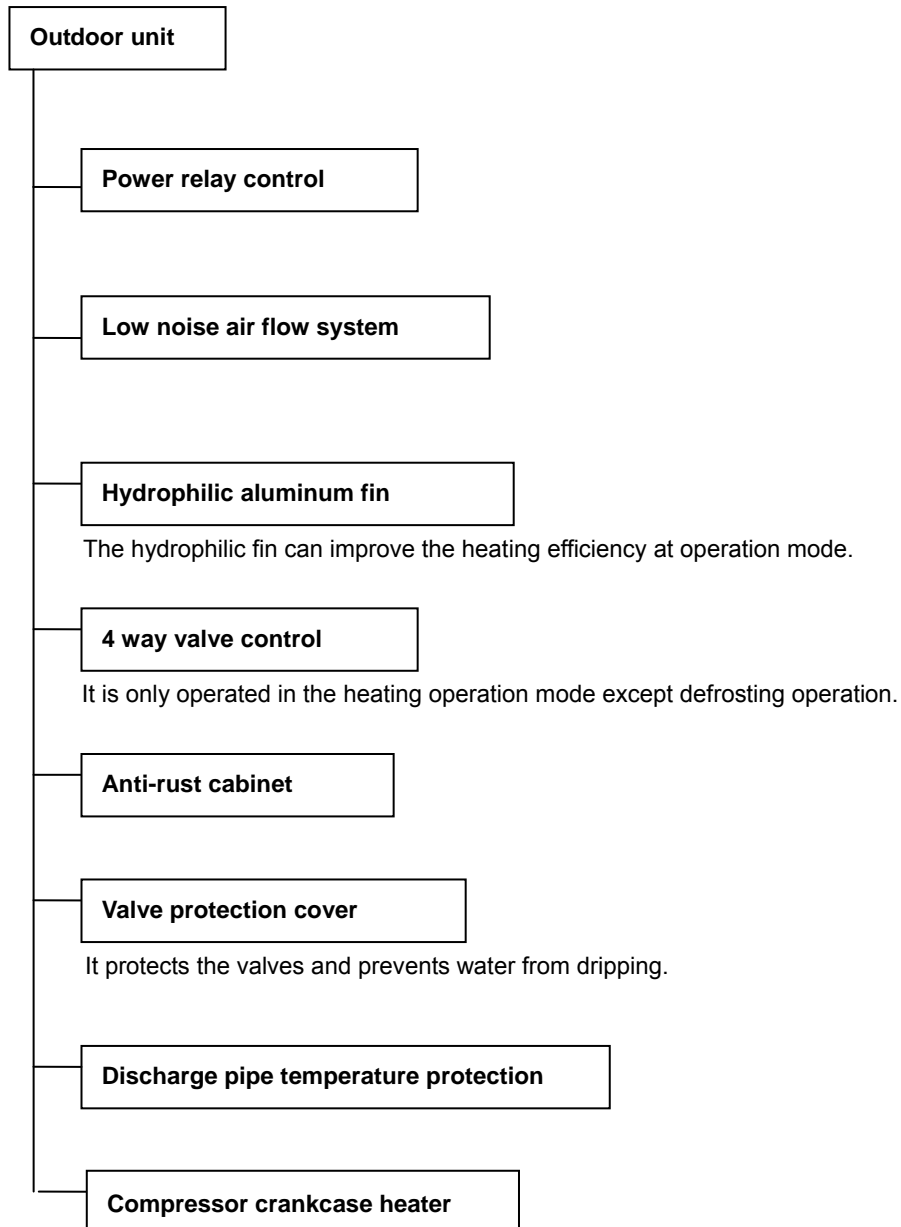 Outdoor unit
Power relay control
Low noise air flow system
Hydrophilic aluminum fin
The hydrophilic fin can improve the heating efficiency at operation mode.
4 way valve control
It is only operated in the heating operation mode except defrosting operation.
Anti-rust cabinet
Valve protection cover
It protects the valves and prevents water from dripping.
Discharge pipe temperature protection
Compressor crankcase heater